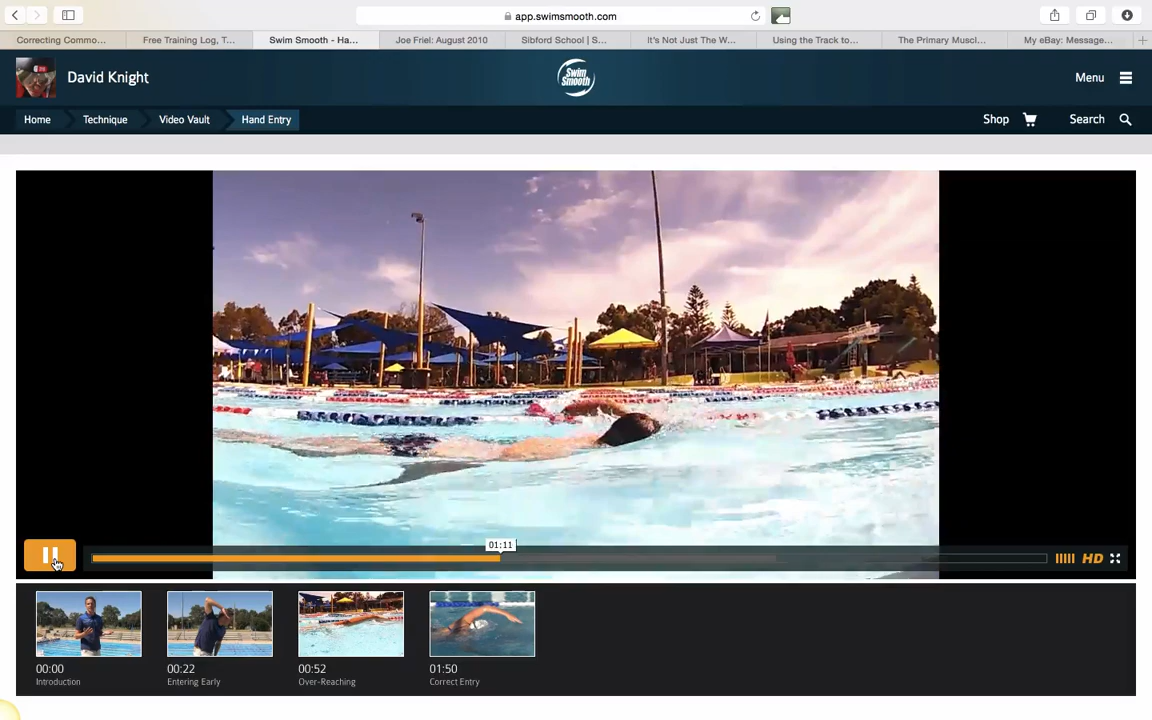 app.swimsmooth.com
Correcting Commo...
Free Training Log, T...
Swim Smooth - Ha...
Joe Friel: August 2010
Sibford School | S...
It's Not Just The W...
Using the Track to...
The Primary Muscl...
My eBay: Message...
David Knight
Swim
Smooth
Menu
Home
Technique
Video Vault
Hand Entry
Shop
Search
01:11
HD
00:00
Introduction
00:22
Entering Early
00:52
Over-Reaching
01:50
Correct Entry